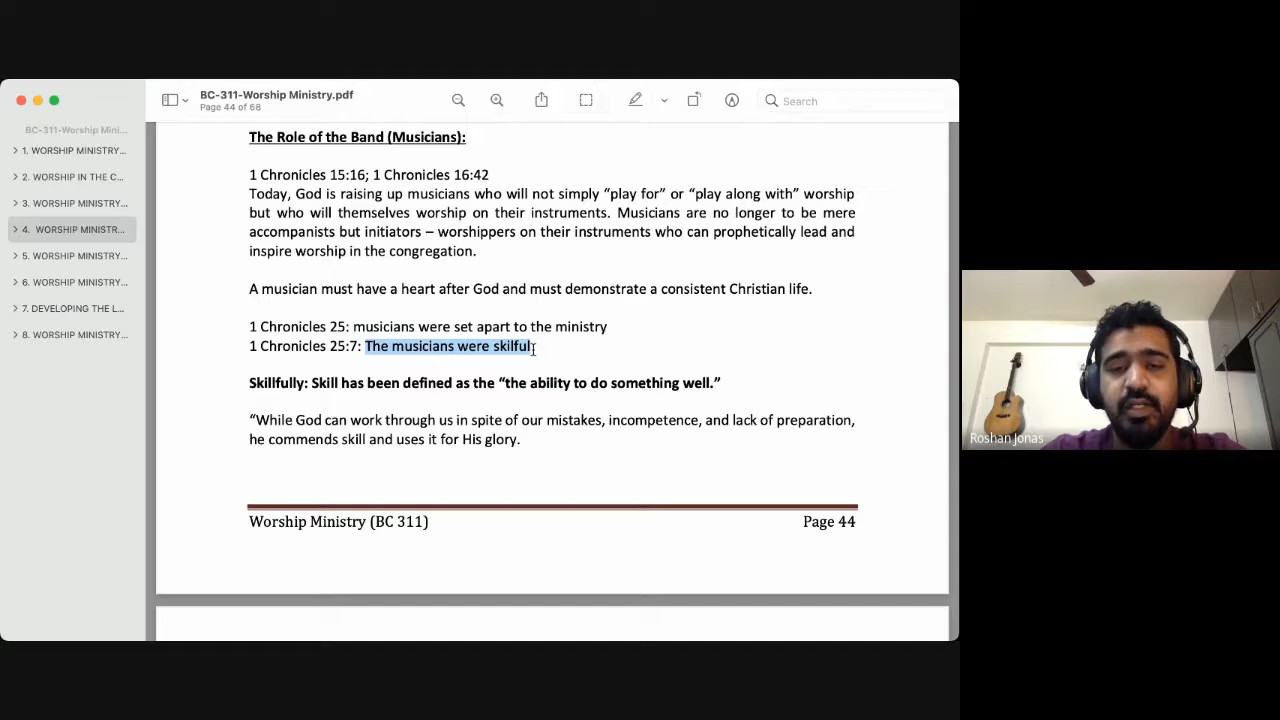 BC-311-Worship Ministry.pdf
Page 44 of 68
Search
BC-311-Worship Mini...
1. WORSHIP MINISTRY...
2. WORSHIP IN THE C...
3. WORSHIP MINISTRY...
4. WORSHIP MINISTR...
5. WORSHIP MINISTRY...
6. WORSHIP MINISTRY...
7. DEVELOPING THE L...
8. WORSHIP MINISTRY...
The Role of the Band (Musicians):
1 Chronicles 15:16; 1 Chronicles 16:42
Today, God is raising up musicians who will not simply “play for” or “play along with” worship
but who will themselves worship on their instruments. Musicians are no longer to be mere
accompanists but initiators – worshippers on their instruments who can prophetically lead and
inspire worship in the congregation.
A musician must have a heart after God and must demonstrate a consistent Christian life.
1 Chronicles 25: musicians were set apart to the ministry
1 Chronicles 25:7: The musicians were skilful
Skillfully: Skill has been defined as the “the ability to do something well.”
“While God can work through us in spite of our mistakes, incompetence, and lack of preparation,
he commends skill and uses it for His glory.
Worship Ministry (BC 311)
Page 44
Roshan Jonas